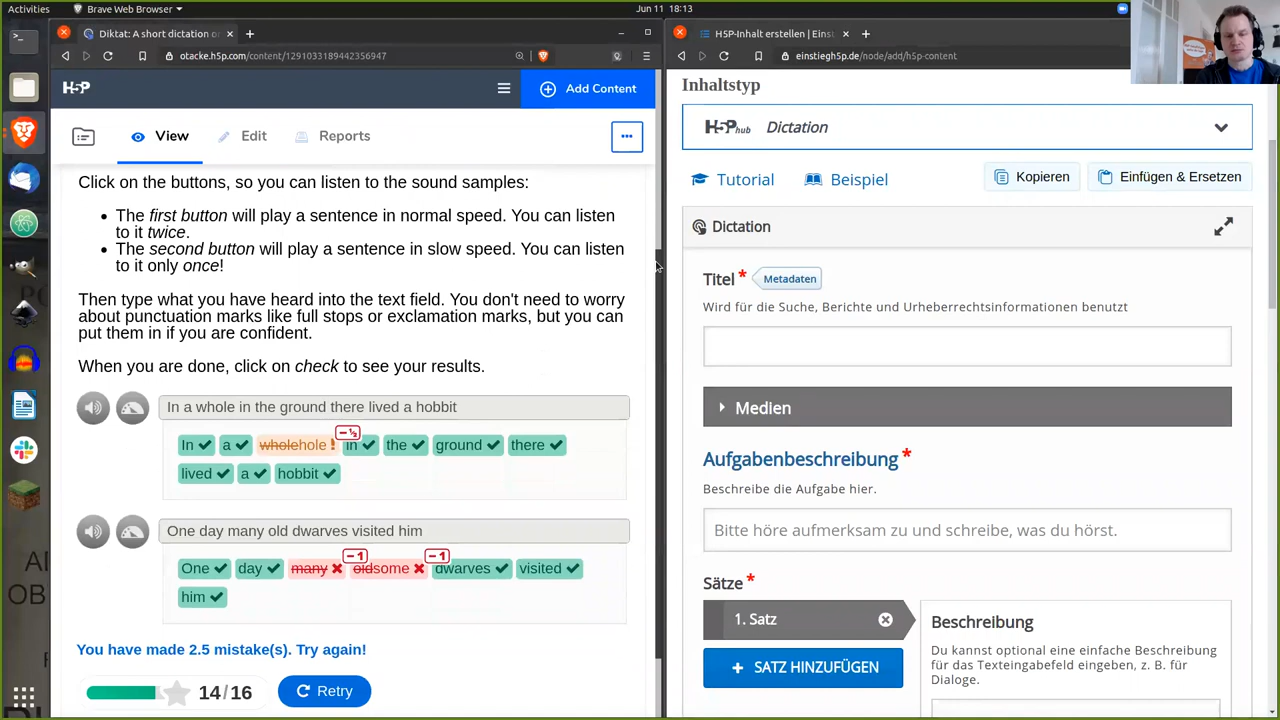 Activities
Brave Web Browser
Jun 11 18:13
Diktat: A short dictation o
H5P-Inhalt erstellen | Einst
otacke.h5p.com/content/1291033189442356947
einstiegh5p.de/node/add/h5p-content
H5P
Add Content
View
Edit
Reports
Click on the buttons, so you can listen to the sound samples:
The first button will play a sentence in normal speed. You can listen
to it twice.
The second button will play a sentence in slow speed. You can listen
to it only once!
Then type what you have heard into the text field. You don't need to worry
about punctuation marks like full stops or exclamation marks, but you can
put them in if you are confident.
When you are done, click on check to see your results.
In a whole in the ground there lived a hobbit
−½
In a wholehole ! in the ground there
lived a hobbit
One day many old dwarves visited him
−1 −1
One day many oldsome dwarves visited
him
You have made 2.5 mistake(s). Try again!
14/16
Retry
Inhaltstyp
H5Phub Dictation
Tutorial
Beispiel
Kopieren
Einfügen & Ersetzen
Dictation
Titel *
Metadaten
Wird für die Suche, Berichte und Urheberrechtsinformationen benutzt
Medien
Aufgabenbeschreibung *
Beschreibe die Aufgabe hier.
Bitte höre aufmerksam zu und schreibe, was du hörst.
Sätze *
1. Satz
+ SATZ HINZUFÜGEN
Beschreibung
Du kannst optional eine einfache Beschreibung
für das Texteingabefeld eingeben, z. B. für
Dialoge.